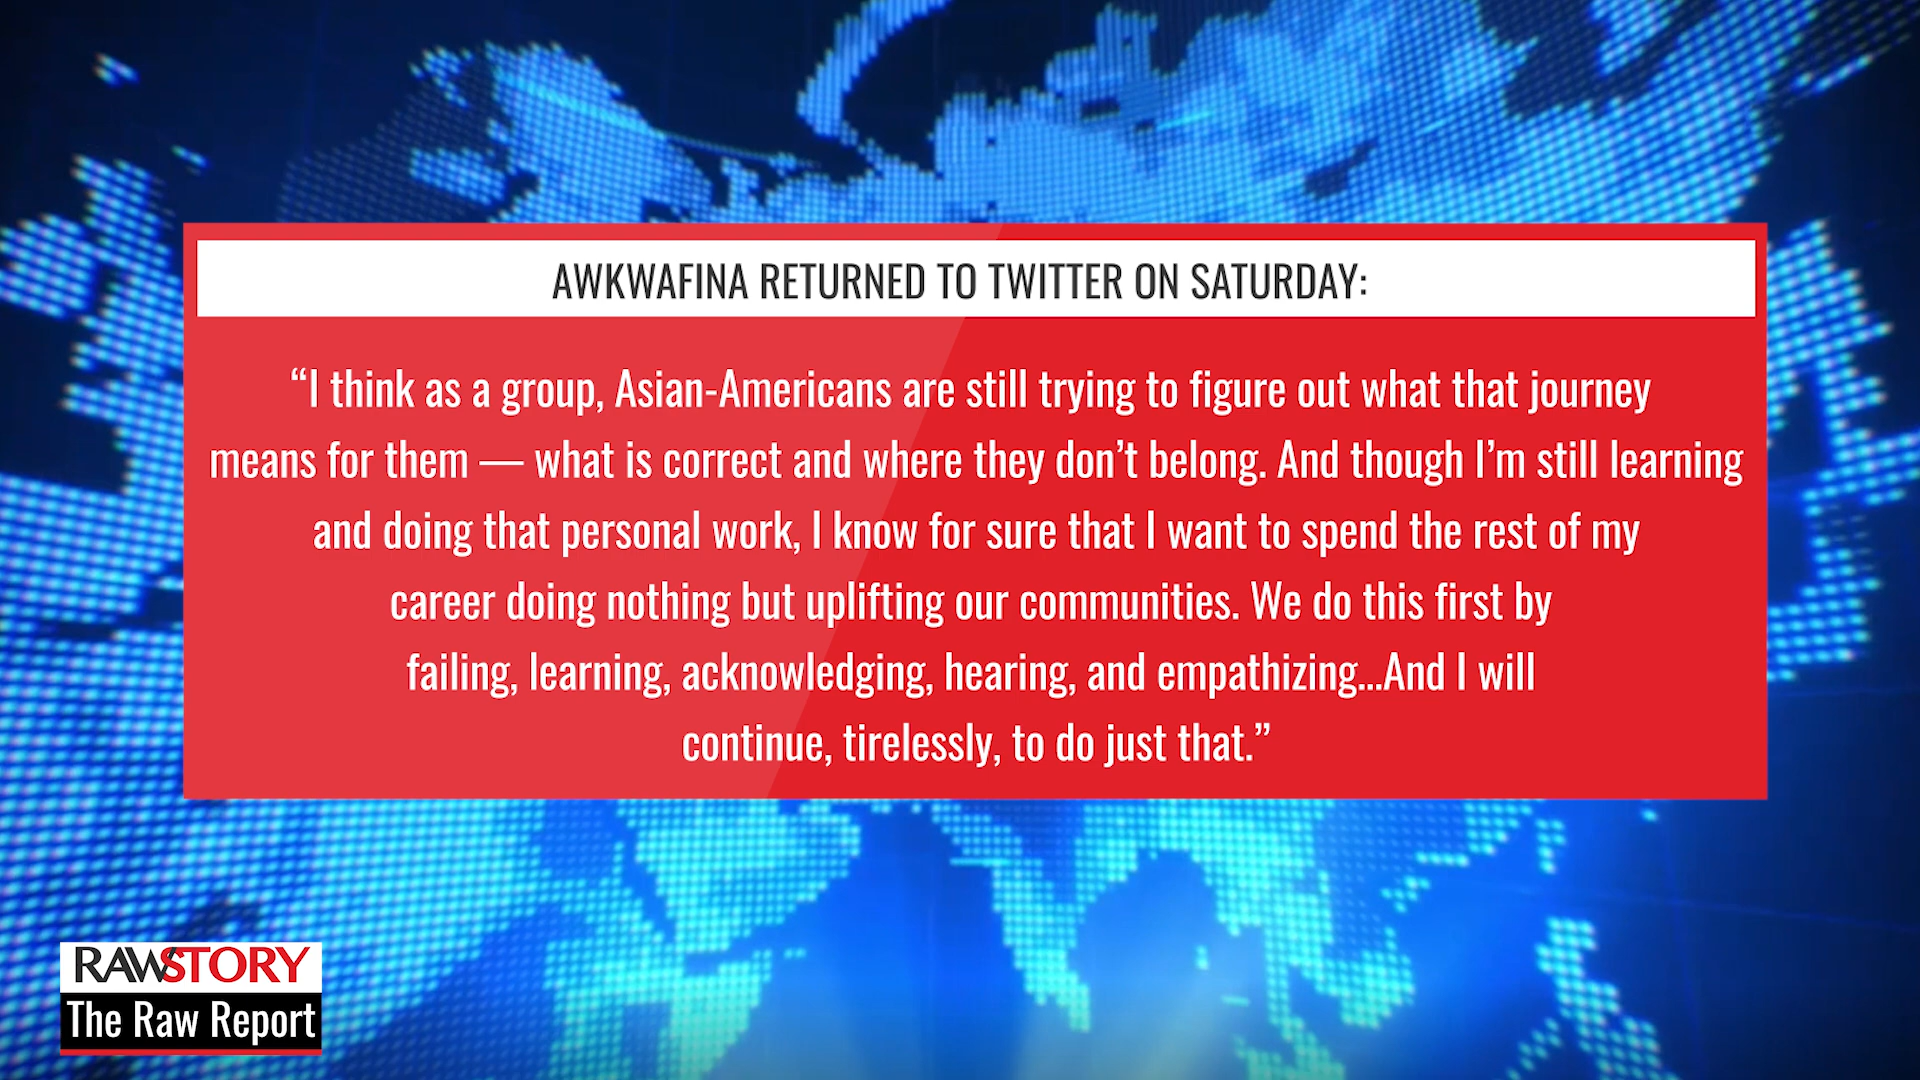 AWKWAFINA RETURNED TO TWITTER ON SATURDAY:
“I think as a group, Asian-Americans are still trying to figure out what that journey
means for them — what is correct and where they don’t belong. And though I’m still learning
and doing that personal work, I know for sure that I want to spend the rest of my
career doing nothing but uplifting our communities. We do this first by
failing, learning, acknowledging, hearing, and empathizing...And I will
continue, tirelessly, to do just that.”
RAWSTORY
The Raw Report